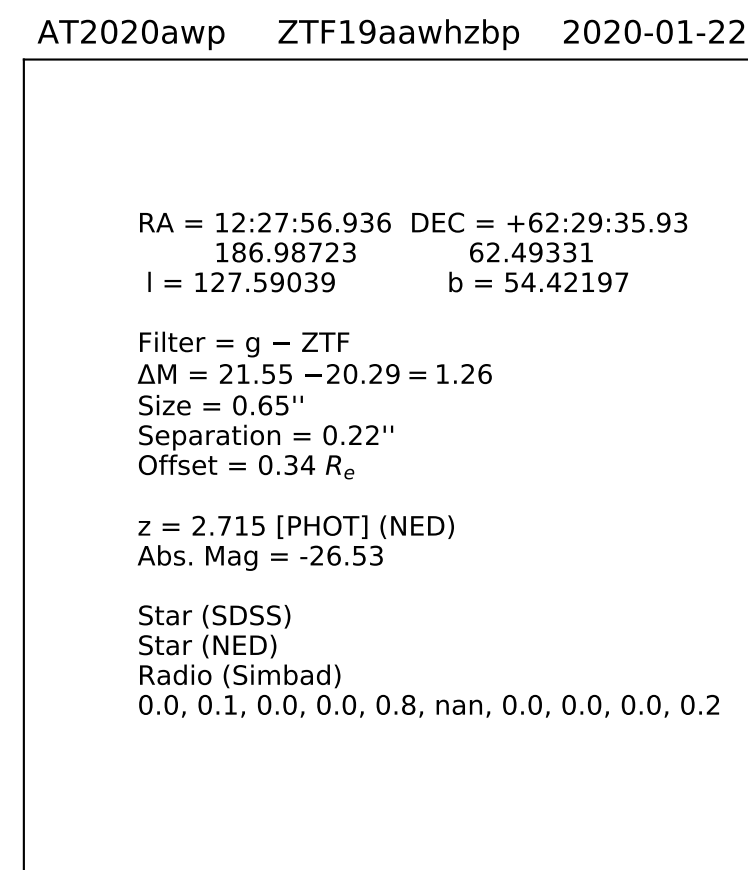 AT2020awp ZTF19aawhzbp 2020-01-22
RA = 12:27:56.936 DEC = +62:29:35.93
186.98723 62.49331
l = 127.59039 b = 54.42197
Filter = g − ZTF
ΔM = 21.55 −20.29 = 1.26
Size = 0.65''
Separation = 0.22''
Offset = 0.34 Rₑ
z = 2.715 [PHOT] (NED)
Abs. Mag = -26.53
Star (SDSS)
Star (NED)
Radio (Simbad)
0.0, 0.1, 0.0, 0.0, 0.8, nan, 0.0, 0.0, 0.0, 0.2